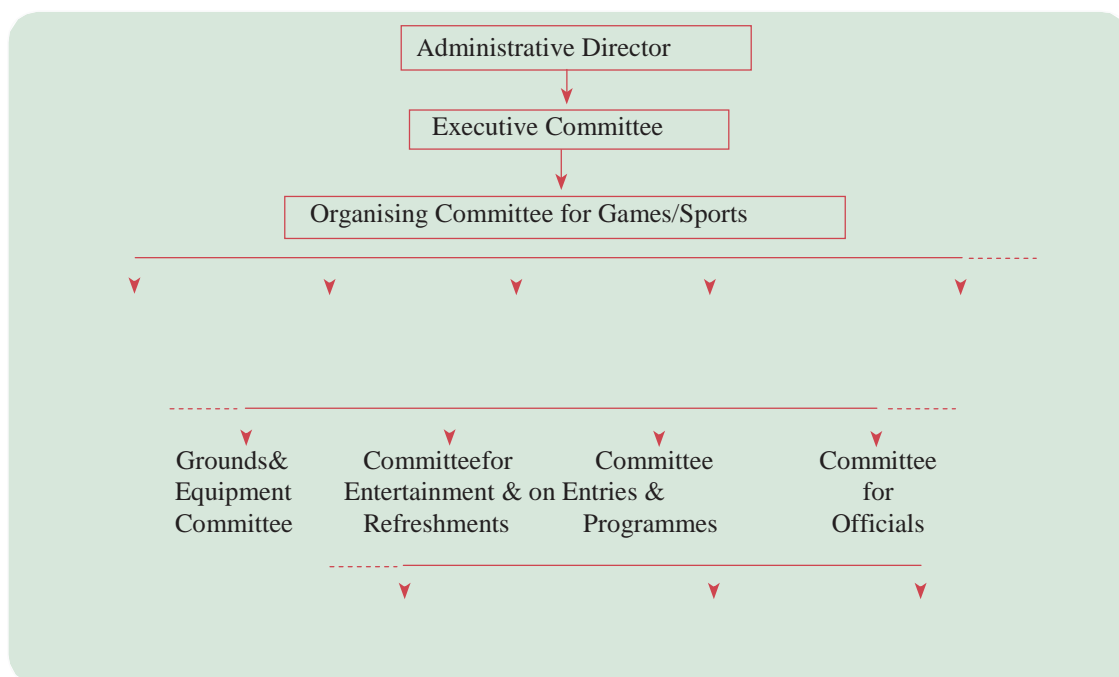 Administrative Director
Executive Committee
Organising Committee for Games/Sports
Grounds& Committeefor Committee Committee
Equipment Entertainment & on Entries & for
Committee Refreshments Programmes Officials